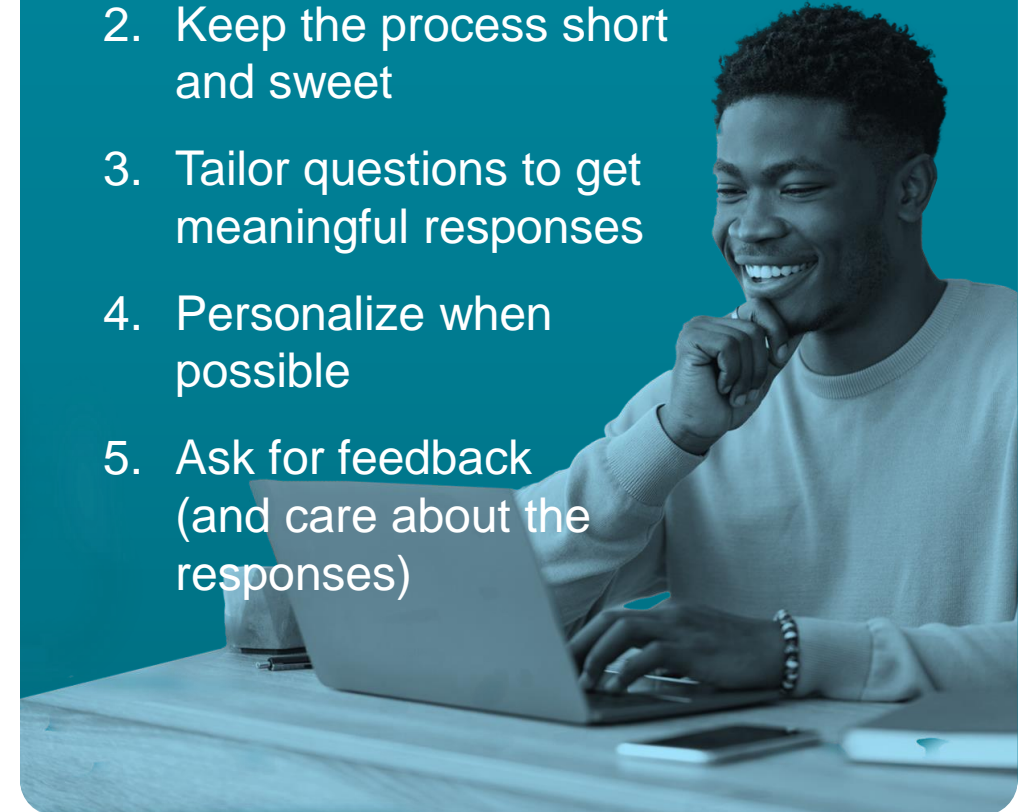 2. Keep the process short
and sweet
3. Tailor questions to get
meaningful responses
4. Personalize when
possible
5. Ask for feedback
(and care about the
responses)